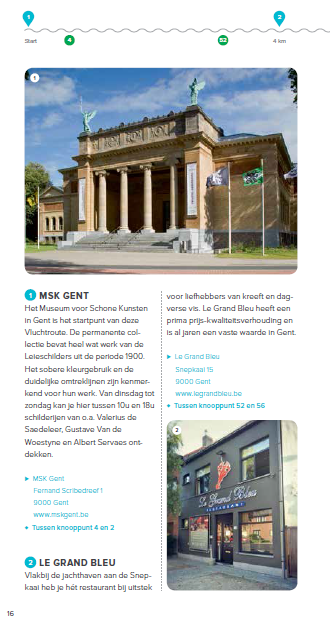 1
2
Start
4
52
4 km
1
1 MSK GENT
Het Museum voor Schone Kunsten
in Gent is het startpunt van deze
Vluchtroute. De permanente col-
lectie bevat heel wat werk van de
Leieschilders uit de periode 1900.
Het sobere kleurgebruik en de
duidelijke omtreklijnen zijn kenmer-
kend voor hun werk. Van dinsdag tot
zondag kan je hier tussen 10u en 18u
schilderijen van o.a. Valerius de
Saedeleer, Gustave Van de
Woestyne en Albert Servaes ont-
dekken.
MSK Gent
Fernand Scribedreef 1
9000 Gent
www.mskgent.be
Tussen knooppunt 4 en 2
2 LE GRAND BLEU
Vlakbij de jachthaven aan de Snep-
kaai heb je hét restaurant bij uitstek
voor liefhebbers van kreeft en dag-
verse vis. Le Grand Bleu heeft een
prima prijs-kwaliteitsverhouding en
is al jaren een vaste waarde in Gent.
Le Grand Bleu
Snepkaai 15
9000 Gent
www.legrandbleu.be
Tussen knooppunt 52 en 56
2
Le Grand Bleu
RESTAURANT
16